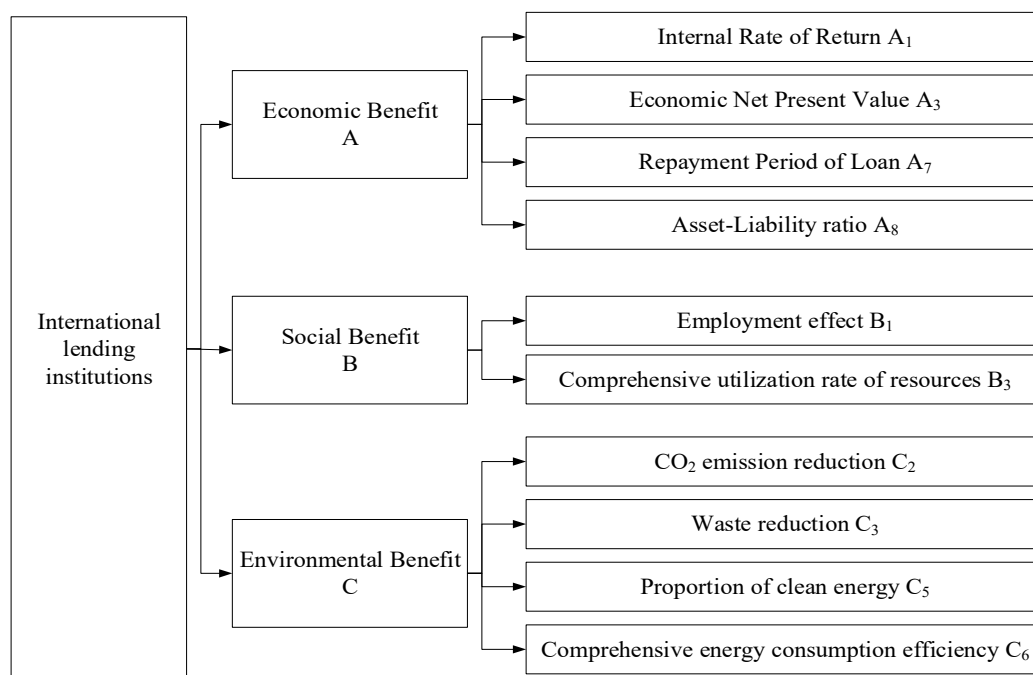 International
lending
institutions
Economic Benefit
A
Internal Rate of Return A₁
Economic Net Present Value A₃
Repayment Period of Loan A₇
Asset-Liability ratio A₈
Social Benefit
B
Employment effect B₁
Comprehensive utilization rate of resources B₃
Environmental Benefit
C
CO₂ emission reduction C₂
Waste reduction C₃
Proportion of clean energy C₅
Comprehensive energy consumption efficiency C₆